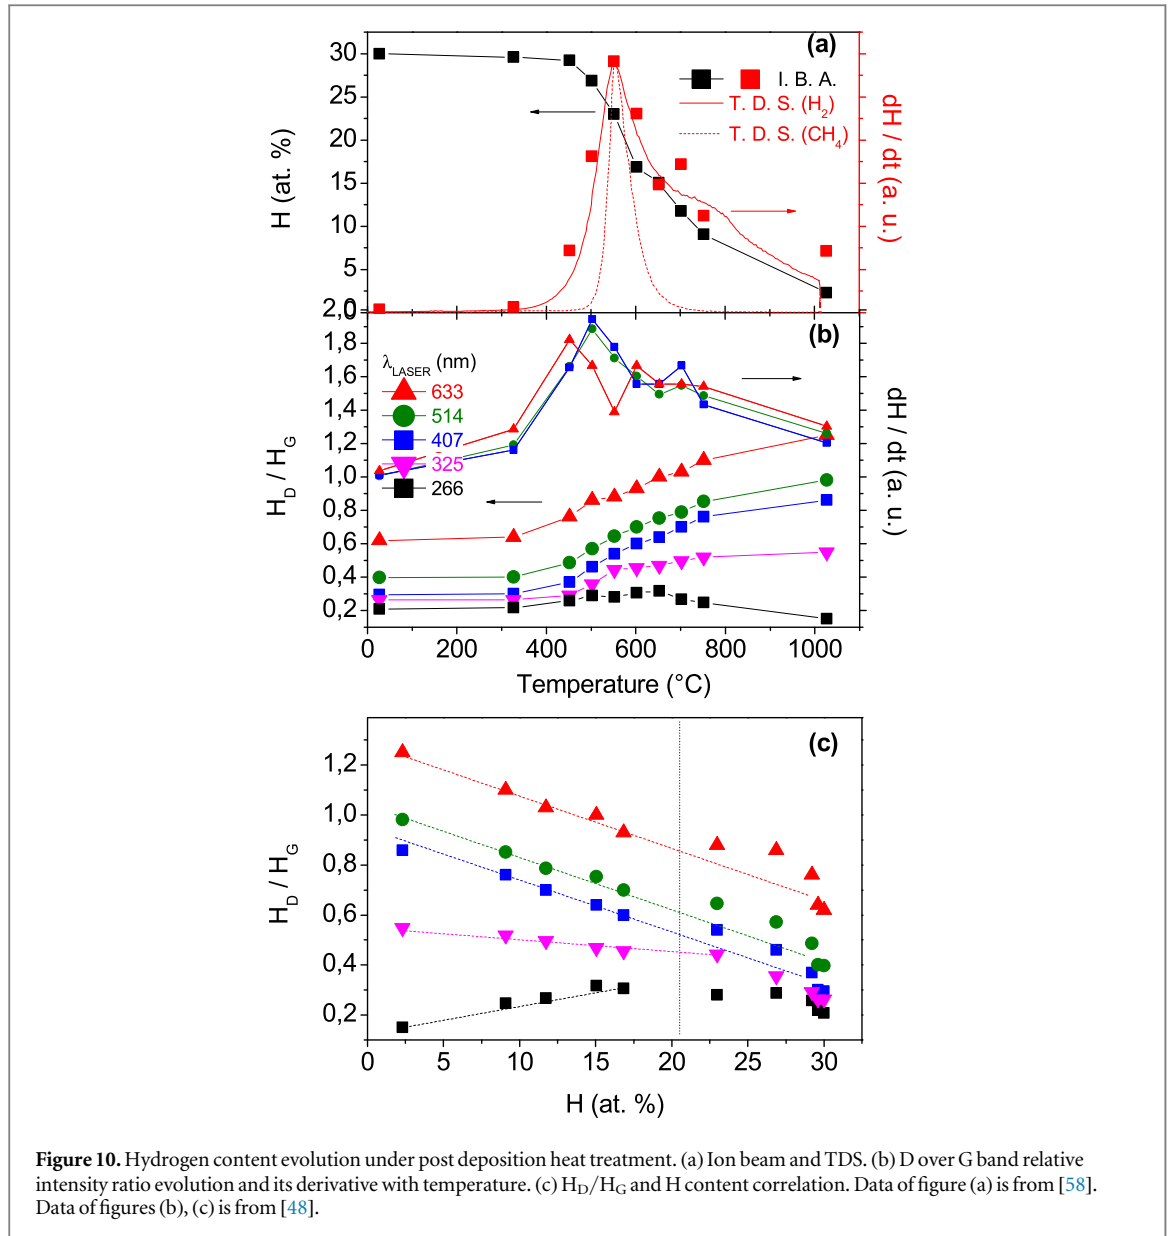 (a)
30
25
20
15
10
5
0
H (at. %)
I. B. A.
T. D. S. (H2)
T. D. S. (CH4)
dH / dt (a. u.)
(b)
2,0
1,8
1,6
1,4
1,2
1,0
0,8
0,6
0,4
0,2
HD / HG
λLASER (nm)
633
514
407
325
266
dH / dt (a. u.)
0 200 400 600 800 1000
Temperature (°C)
(c)
1,2
1,0
0,8
0,6
0,4
0,2
HD / HG
0 5 10 15 20 25 30
H (at. %)
Figure 10. Hydrogen content evolution under post deposition heat treatment. (a) Ion beam and TDS. (b) D over G band relative
intensity ratio evolution and its derivative with temperature. (c) HD/HG and H content correlation. Data of figure (a) is from [58].
Data of figures (b), (c) is from [48].